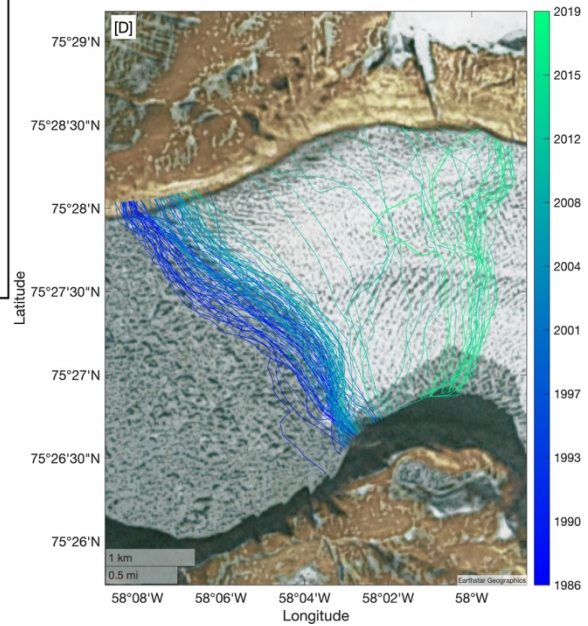 [D]
75°29'N
75°28'30"N
75°28'N
75°27'30"N
75°27'N
75°26'30"N
75°26'N
Latitude
1 km
0.5 mi
Earthstar Geographics
58°08'W
58°06'W
58°04'W
58°02'W
58°W
Longitude
2019
2015
2012
2008
2004
2001
1997
1993
1990
1986